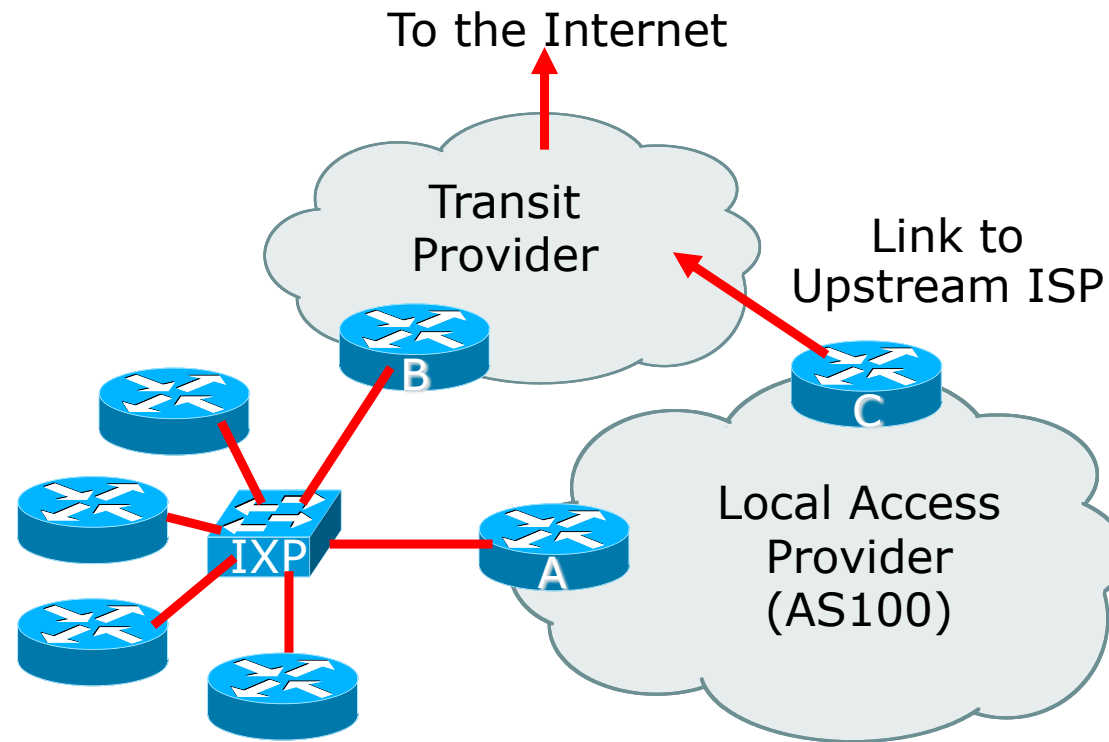 To the Internet
Transit
Provider
Link to
Upstream ISP
B
C
IXP
A
Local Access
Provider
(AS100)